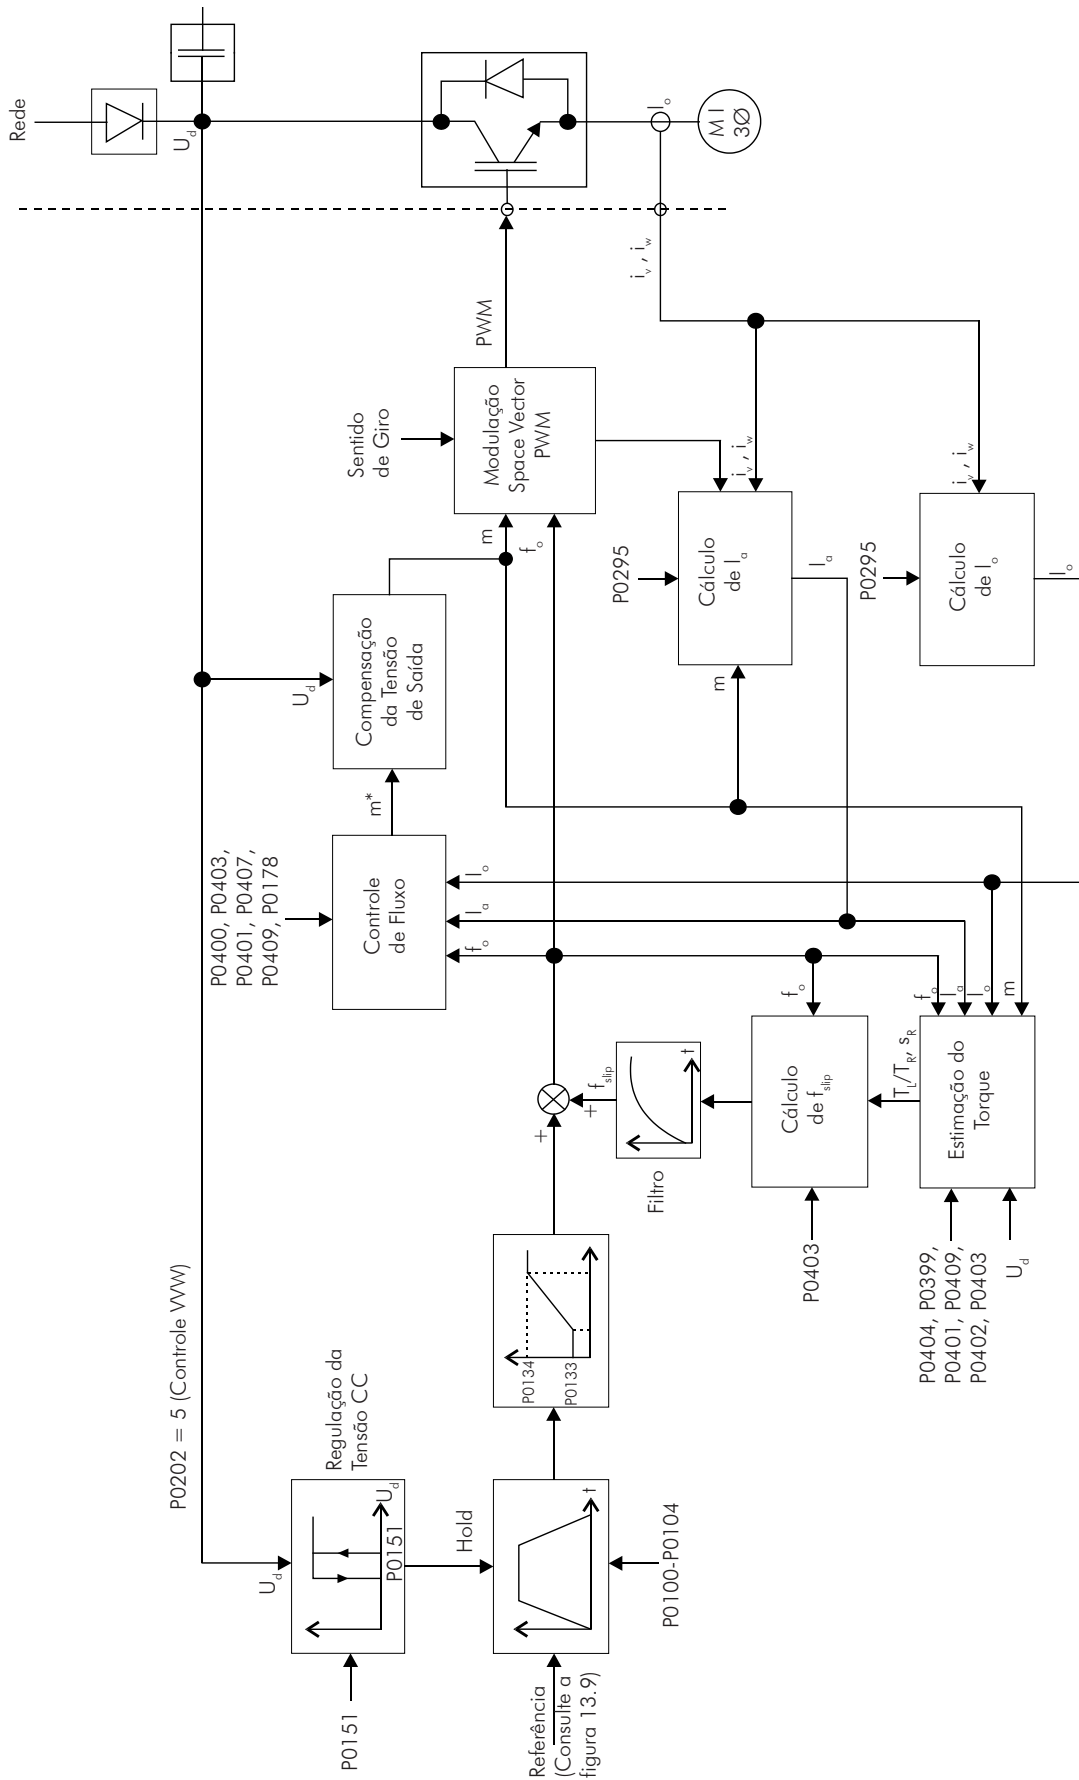 Rede
U_d
I_o
M I
3Ø
i_v , i_w
PWM
Sentido
de Giro
Modulação
Space Vector
PWM
m
f_o
i_v , i_w
i_v , i_w
P0295
Cálculo
de I_a
I_a
P0295
Cálculo
de I_o
I_o
m
U_d
Compensação
da Tensão
de Saída
m*
P0400, P0403,
P0401, P0407,
P0409, P0178
Controle
de Fluxo
I_o
I_a
f_o
f_o
f_o
I_a
I_o
m
T_L/T_R, s_R
Estimação do
Torque
P0404, P0399,
P0401, P0409,
P0402, P0403
U_d
Cálculo
de f_slip
P0403
t
Filtro
+ f_slip
+
P0134
P0133
P0202 = 5 (Controle VVW)
Regulação da
Tensão CC
U_d
U_d
P0151
P0151
Hold
t
P0100-P0104
Referência
(Consulte a
figura 13.9)